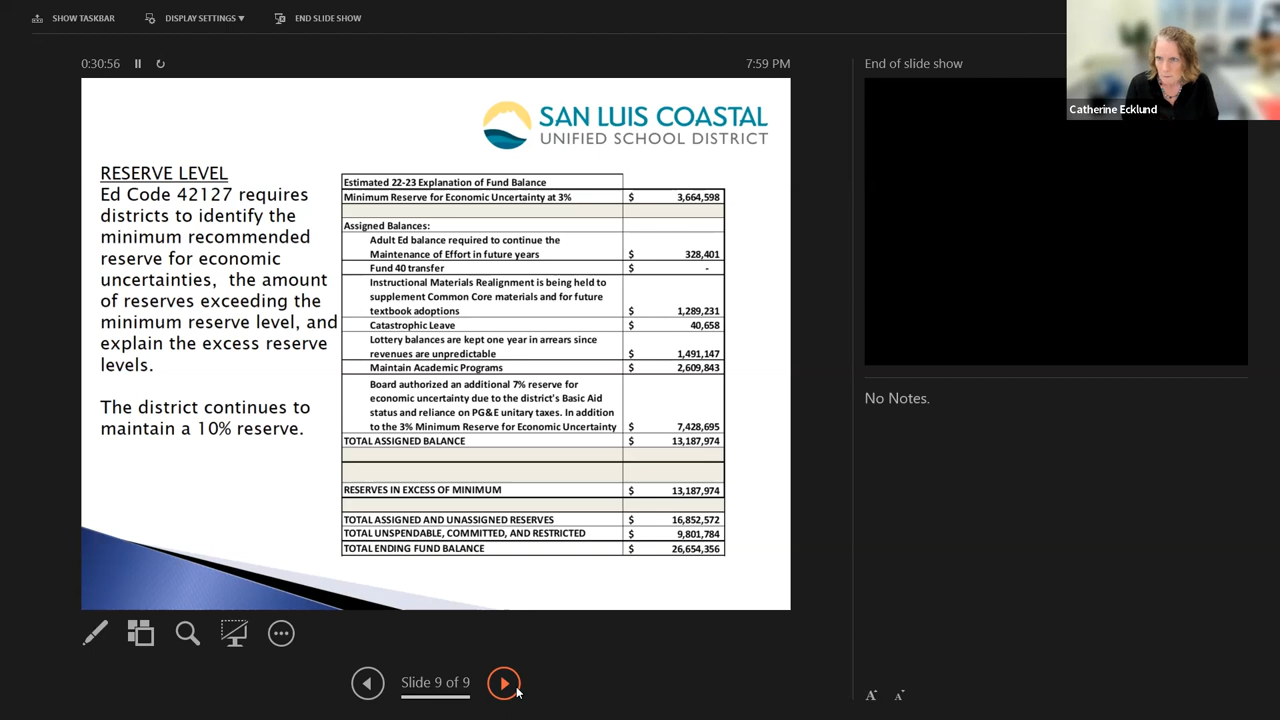 SHOW TASKBAR
DISPLAY SETTINGS ▼
END SLIDE SHOW
0:30:56
7:59 PM
End of slide show
Catherine Ecklund
SAN LUIS COASTAL
UNIFIED SCHOOL DISTRICT
RESERVE LEVEL
Ed Code 42127 requires
districts to identify the
minimum recommended
reserve for economic
uncertainties, the amount
of reserves exceeding the
minimum reserve level, and
explain the excess reserve
levels.
The district continues to
maintain a 10% reserve.
Estimated 22-23 Explanation of Fund Balance
Minimum Reserve for Economic Uncertainty at 3% $ 3,664,598
Assigned Balances:
Adult Ed balance required to continue the
Maintenance of Effort in future years $ 328,401
Fund 40 transfer $ -
Instructional Materials Realignment is being held to
supplement Common Core materials and for future
textbook adoptions $ 1,289,231
Catastrophic Leave $ 40,658
Lottery balances are kept one year in arrears since
revenues are unpredictable $ 1,491,147
Maintain Academic Programs $ 2,609,843
Board authorized an additional 7% reserve for
economic uncertainty due to the district's Basic Aid
status and reliance on PG&E unitary taxes. In addition
to the 3% Minimum Reserve for Economic Uncertainty $ 7,428,695
TOTAL ASSIGNED BALANCE $ 13,187,974
RESERVES IN EXCESS OF MINIMUM $ 13,187,974
TOTAL ASSIGNED AND UNASSIGNED RESERVES $ 16,852,572
TOTAL UNSPENDABLE, COMMITTED, AND RESTRICTED $ 9,801,784
TOTAL ENDING FUND BALANCE $ 26,654,356
No Notes.
Slide 9 of 9
A A